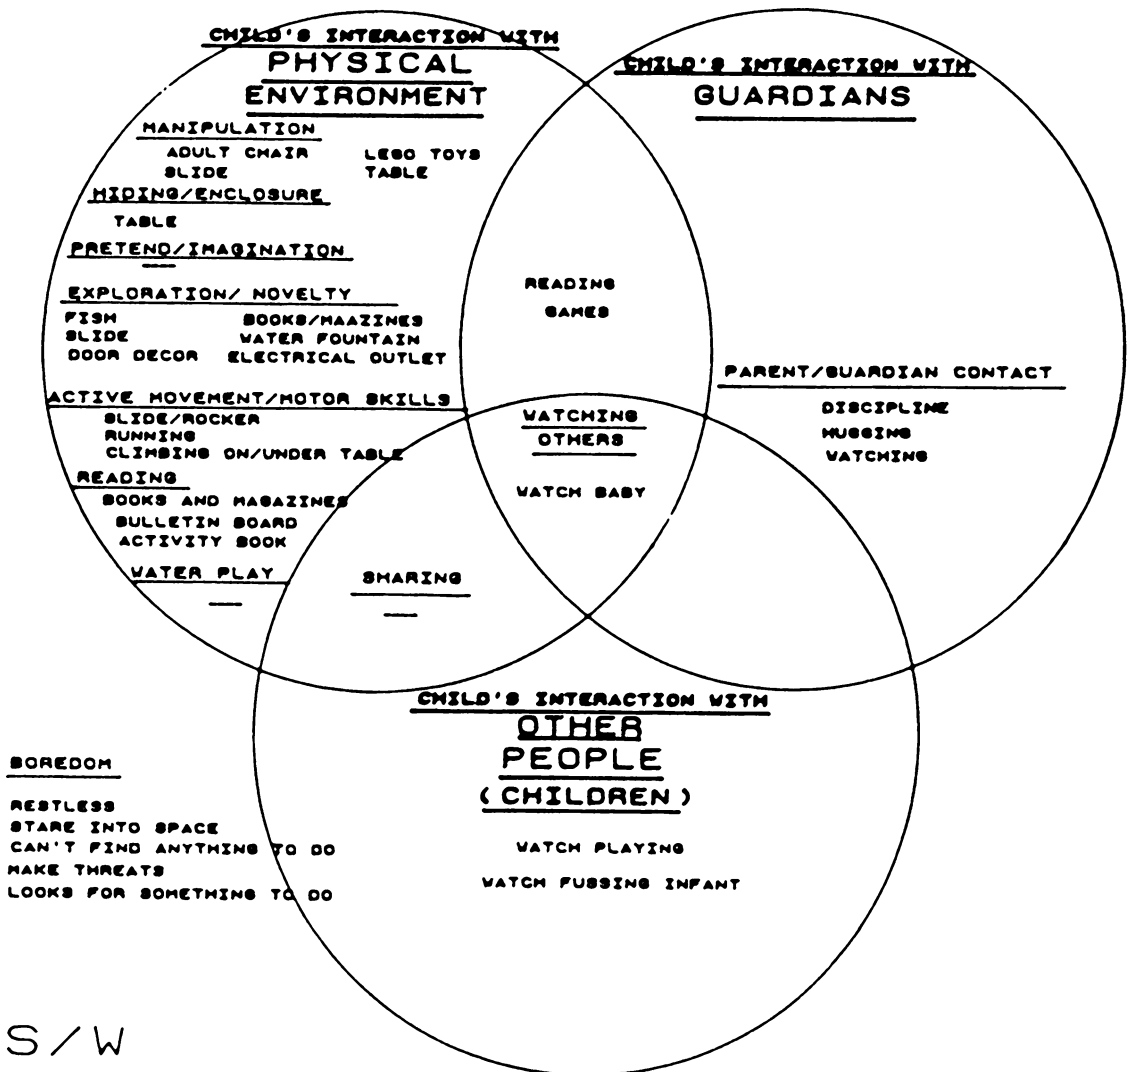 CHILD'S INTERACTION WITH
PHYSICAL
ENVIRONMENT
MANIPULATION
ADULT CHAIR LEGO TOYS
SLIDE TABLE
HIDING/ENCLOSURE
TABLE
PRETEND/IMAGINATION
—
EXPLORATION/ NOVELTY
FISH BOOKS/MAAZINES
SLIDE WATER FOUNTAIN
DOOR DECOR ELECTRICAL OUTLET
ACTIVE MOVEMENT/MOTOR SKILLS
SLIDE/ROCKER
RUNNING
CLIMBING ON/UNDER TABLE
READING
BOOKS AND MAGAZINES
BULLETIN BOARD
ACTIVITY BOOK
WATER PLAY
—
CHILD'S INTERACTION WITH
GUARDIANS
READING
GAMES
PARENT/GUARDIAN CONTACT
DISCIPLINE
HUGGING
WATCHING
WATCHING
OTHERS
WATCH BABY
SHARING
—
CHILD'S INTERACTION WITH
OTHER
PEOPLE
(CHILDREN)
WATCH PLAYING
WATCH FUSSING INFANT
BOREDOM
RESTLESS
STARE INTO SPACE
CAN'T FIND ANYTHING TO DO
MAKE THREATS
LOOKS FOR SOMETHING TO DO
S/W